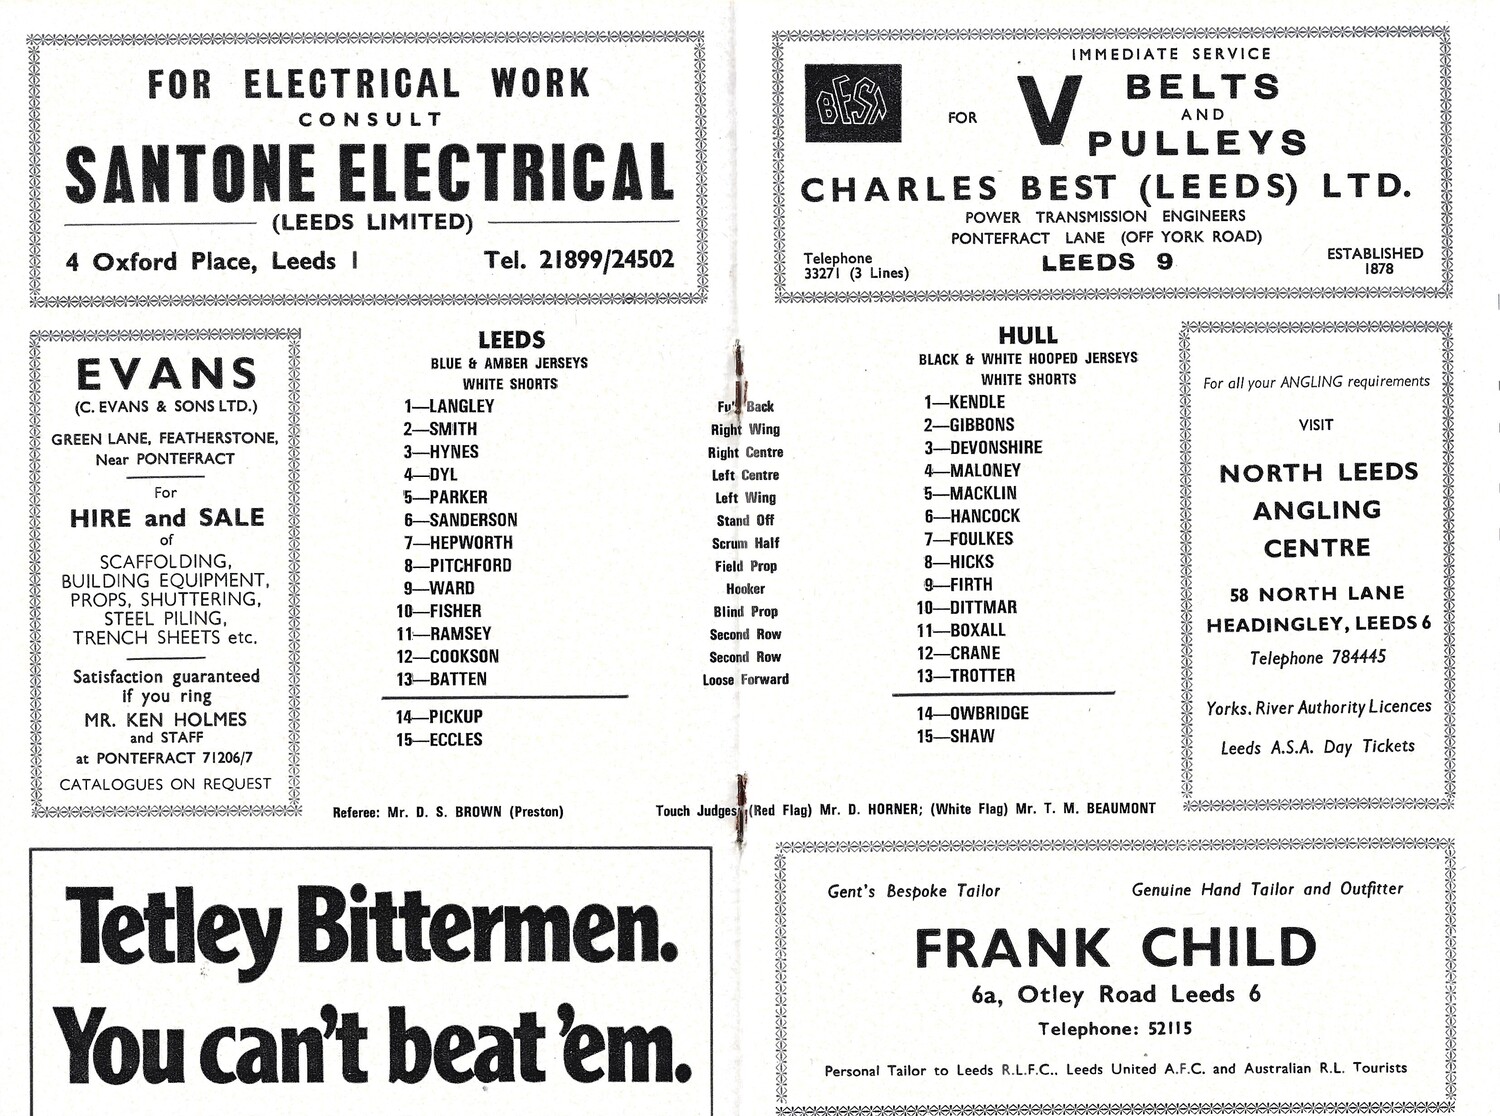 FOR ELECTRICAL WORK
CONSULT
SANTONE ELECTRICAL
(LEEDS LIMITED)
4 Oxford Place, Leeds 1 Tel. 21899/24502
IMMEDIATE SERVICE
BESA
FOR V BELTS
AND
PULLEYS
CHARLES BEST (LEEDS) LTD.
POWER TRANSMISSION ENGINEERS
PONTEFRACT LANE (OFF YORK ROAD)
Telephone
33271 (3 Lines)
LEEDS 9
ESTABLISHED
1878
EVANS
(C. EVANS & SONS LTD.)
GREEN LANE, FEATHERSTONE,
Near PONTEFRACT
For
HIRE and SALE
of
SCAFFOLDING,
BUILDING EQUIPMENT,
PROPS, SHUTTERING,
STEEL PILING,
TRENCH SHEETS etc.
Satisfaction guaranteed
if you ring
MR. KEN HOLMES
and STAFF
at PONTEFRACT 71206/7
CATALOGUES ON REQUEST
LEEDS
BLUE & AMBER JERSEYS
WHITE SHORTS
1—LANGLEY
2—SMITH
3—HYNES
4—DYL
5—PARKER
6—SANDERSON
7—HEPWORTH
8—PITCHFORD
9—WARD
10—FISHER
11—RAMSEY
12—COOKSON
13—BATTEN
14—PICKUP
15—ECCLES
Full Back
Right Wing
Right Centre
Left Centre
Left Wing
Stand Off
Scrum Half
Field Prop
Hooker
Blind Prop
Second Row
Second Row
Loose Forward
HULL
BLACK & WHITE HOOPED JERSEYS
WHITE SHORTS
1—KENDLE
2—GIBBONS
3—DEVONSHIRE
4—MALONEY
5—MACKLIN
6—HANCOCK
7—FOULKES
8—HICKS
9—FIRTH
10—DITTMAR
11—BOXALL
12—CRANE
13—TROTTER
14—OWBRIDGE
15—SHAW
Referee: Mr. D. S. BROWN (Preston) Touch Judges: (Red Flag) Mr. D. HORNER; (White Flag) Mr. T. M. BEAUMONT
For all your ANGLING requirements
VISIT
NORTH LEEDS
ANGLING
CENTRE
58 NORTH LANE
HEADINGLEY, LEEDS 6
Telephone 784445
Yorks. River Authority Licences
Leeds A.S.A. Day Tickets
Tetley Bittermen.
You can't beat 'em.
Gent's Bespoke Tailor Genuine Hand Tailor and Outfitter
FRANK CHILD
6a, Otley Road Leeds 6
Telephone: 52115
Personal Tailor to Leeds R.L.F.C., Leeds United A.F.C. and Australian R.L. Tourists